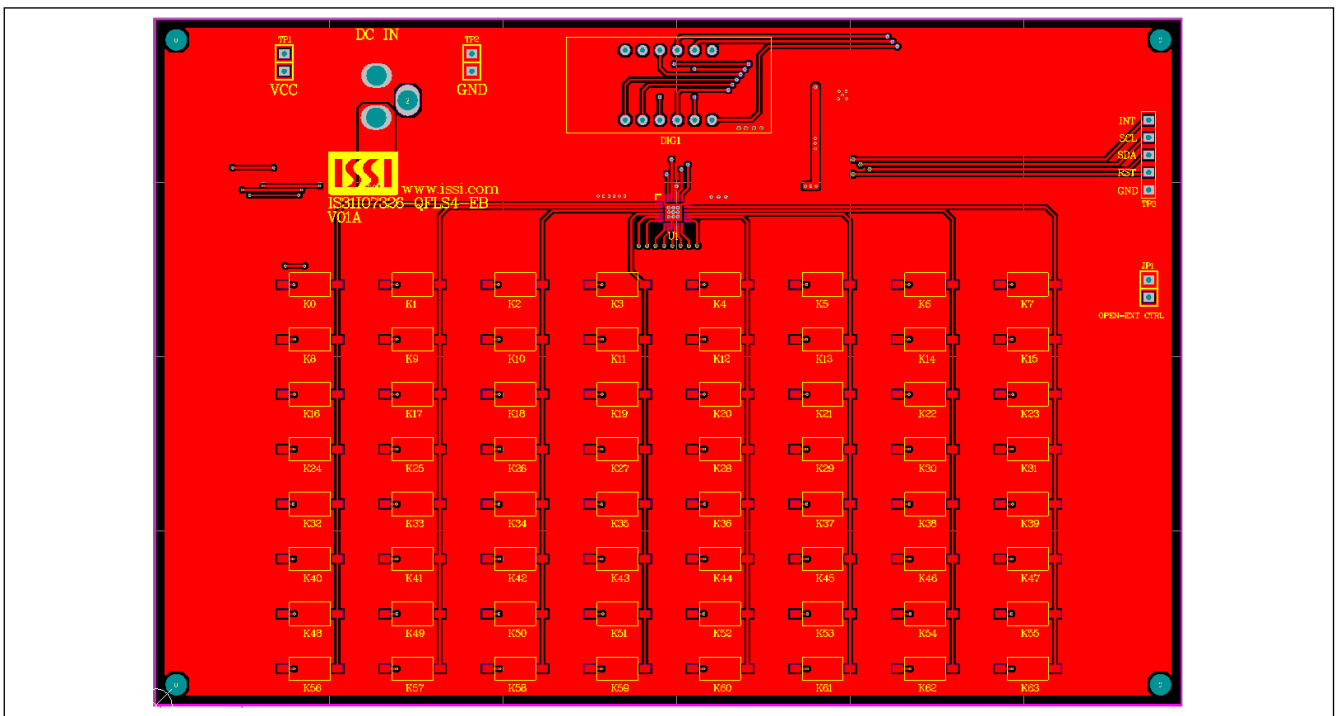 TP1 DC IN TP2
VCC GND
DIG1
INT
SCL
SDA
RST
GND
TP3
ISSI www.issi.com
IS31IO7326-QFLS4-EB
V01A
U1
JP1
OPEN-EXT CTRL
K0 K1 K2 K3 K4 K5 K6 K7
K8 K9 K10 K11 K12 K13 K14 K15
K16 K17 K18 K19 K20 K21 K22 K23
K24 K25 K26 K27 K28 K29 K30 K31
K32 K33 K34 K35 K36 K37 K38 K39
K40 K41 K42 K43 K44 K45 K46 K47
K48 K49 K50 K51 K52 K53 K54 K55
K56 K57 K58 K59 K60 K61 K62 K63